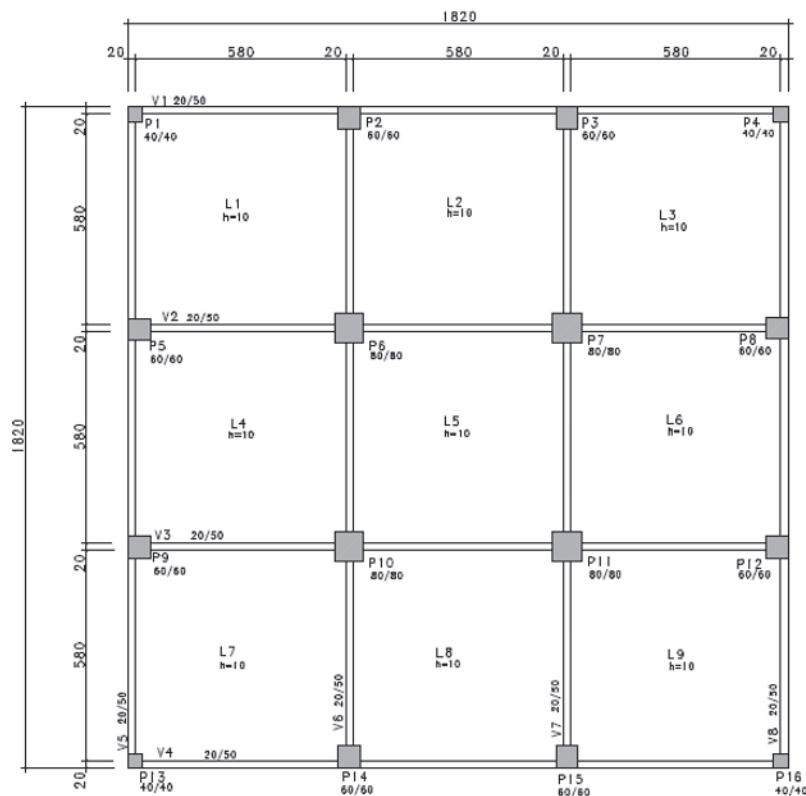 1820
20 580 20 580 20 580 20
V1 20/50
20
P1
40/40
P2
60/60
P3
60/60
P4
40/40
L1
h=10
L2
h=10
L3
h=10
580
V2 20/50
20
P5
60/60
P6
80/80
P7
80/80
P8
60/60
1820
L4
h=10
L5
h=10
L6
h=10
580
V3 20/50
20
P9
60/60
P10
80/80
P11
80/80
P12
60/60
L7
h=10
L8
h=10
L9
h=10
580
V5 20/50
V6 20/50
V7 20/50
V8 20/50
V4 20/50
20
P13
40/40
P14
60/60
P15
60/60
P16
40/40